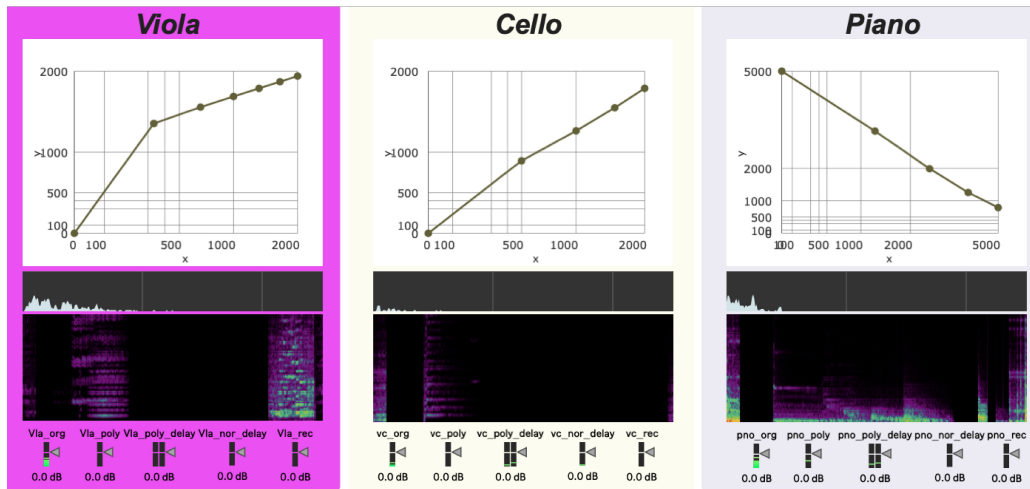 Viola
2000
1000
500
100
0
y
0 100 500 1000 2000
x
Vla_org Vla_poly Vla_poly_delay Vla_nor_delay Vla_rec
0.0 dB 0.0 dB 0.0 dB 0.0 dB 0.0 dB
Cello
2000
1000
500
100
0
y
0 100 500 1000 2000
x
vc_org vc_poly vc_poly_delay vc_nor_delay vc_rec
0.0 dB 0.0 dB 0.0 dB 0.0 dB 0.0 dB
Piano
5000
2000
1000
500
100
0
y
0 100 500 1000 2000 5000
x
pno_org pno_poly pno_poly_delay pno_nor_delay pno_rec
0.0 dB 0.0 dB 0.0 dB 0.0 dB 0.0 dB